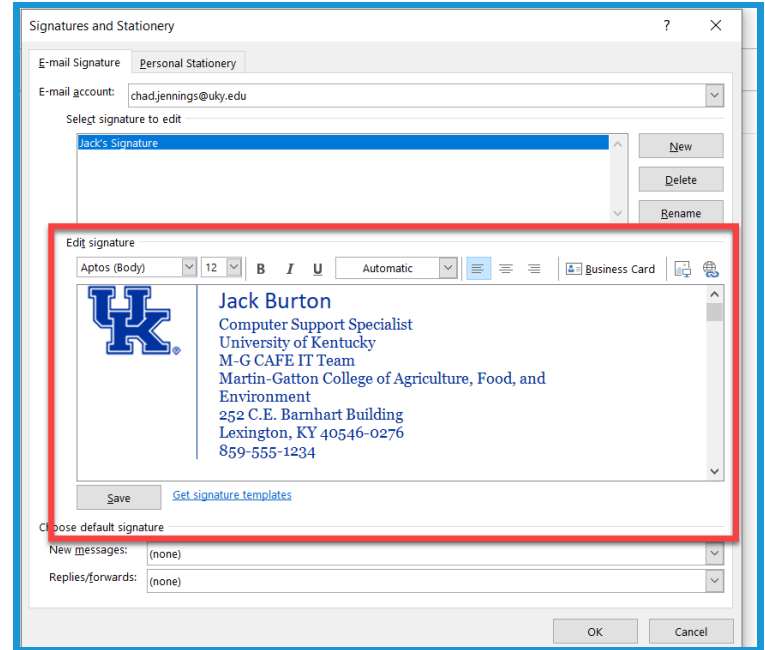 Signatures and Stationery ? ×
E-mail Signature Personal Stationery
E-mail account: chad.jennings@uky.edu
Select signature to edit
Jack's Signature
New
Delete
Rename
Edit signature
Aptos (Body) 12 B I U Automatic Business Card
UK®
Jack Burton
Computer Support Specialist
University of Kentucky
M-G CAFE IT Team
Martin-Gatton College of Agriculture, Food, and
Environment
252 C.E. Barnhart Building
Lexington, KY 40546-0276
859-555-1234
Save Get signature templates
Choose default signature
New messages: (none)
Replies/forwards: (none)
OK Cancel